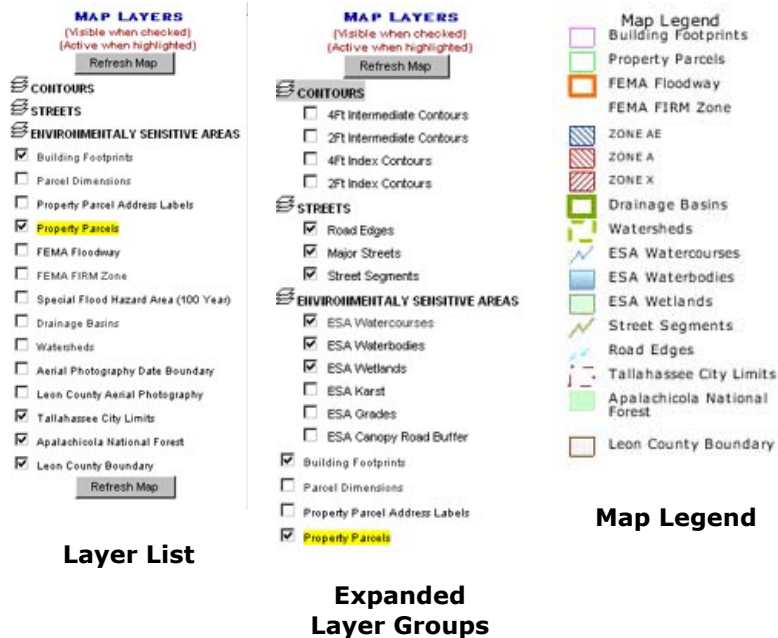 MAP LAYERS
(Visible when checked)
(Active when highlighted)
Refresh Map
CONTOURS
STREETS
ENVIRONMENTALY SENSITIVE AREAS
Building Footprints
Parcel Dimensions
Property Parcel Address Labels
Property Parcels
FEMA Floodway
FEMA FIRM Zone
Special Flood Hazard Area (100 Year)
Drainage Basins
Watersheds
Aerial Photography Date Boundary
Leon County Aerial Photography
Tallahassee City Limits
Apalachicola National Forest
Leon County Boundary
Refresh Map
Layer List
MAP LAYERS
(Visible when checked)
(Active when highlighted)
Refresh Map
CONTOURS
4Ft Intermediate Contours
2Ft Intermediate Contours
4Ft Index Contours
2Ft Index Contours
STREETS
Road Edges
Major Streets
Street Segments
ENVIRONMENTALY SENSITIVE AREAS
ESA Watercourses
ESA Waterbodies
ESA Wetlands
ESA Karst
ESA Grades
ESA Canopy Road Buffer
Building Footprints
Parcel Dimensions
Property Parcel Address Labels
Property Parcels
Expanded
Layer Groups
Map Legend
Building Footprints
Property Parcels
FEMA Floodway
FEMA FIRM Zone
ZONE AE
ZONE A
ZONE X
Drainage Basins
Watersheds
ESA Watercourses
ESA Waterbodies
ESA Wetlands
Street Segments
Road Edges
Tallahassee City Limits
Apalachicola National
Forest
Leon County Boundary
Map Legend